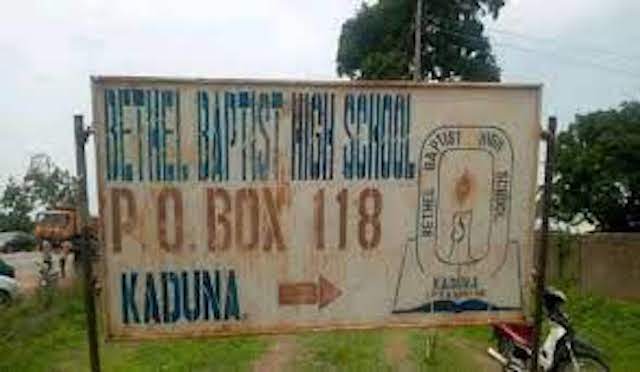 BETHEL BAPTIST HIGH SCHOOL
P.O.BOX 118
KADUNA.
BETHEL BAPTIST HIGH SCHOOL
KADUNA